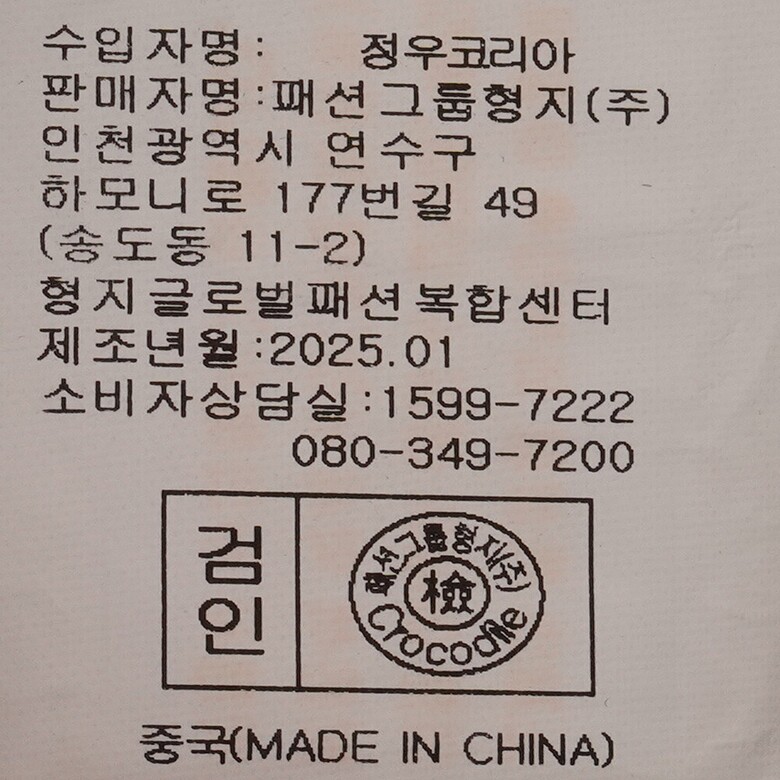 수입자명: 정우코리아
판매자명:패션그룹형지(주)
인천광역시 연수구
하모니로 177번길 49
(송도동 11-2)
형지글로벌패션복합센터
제조년월:2025.01
소비자상담실:1599-7222
080-349-7200
검인
패션그룹형지(주)
檢
Crocodile
중국(MADE IN CHINA)